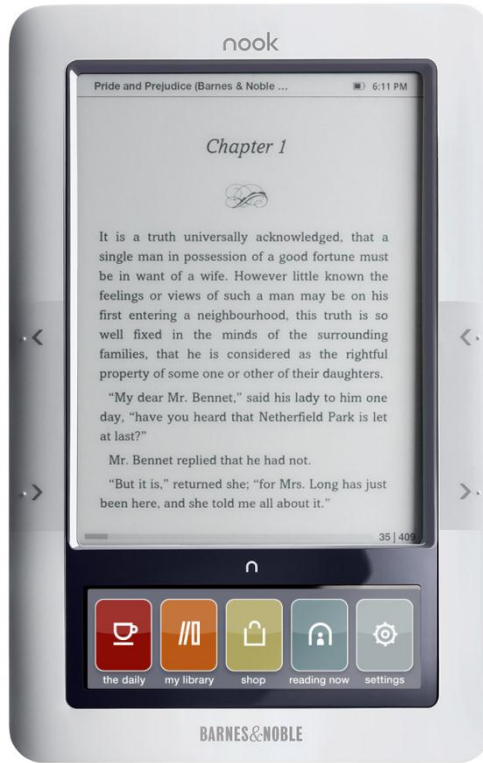 nook
Pride and Prejudice (Barnes & Noble ... 6:11 PM
Chapter 1
It is a truth universally acknowledged, that a
single man in possession of a good fortune must
be in want of a wife. However little known the
feelings or views of such a man may be on his
first entering a neighbourhood, this truth is so
well fixed in the minds of the surrounding
families, that he is considered as the rightful
property of some one or other of their daughters.
“My dear Mr. Bennet,” said his lady to him one
day, “have you heard that Netherfield Park is let
at last?”
Mr. Bennet replied that he had not.
“But it is,” returned she; “for Mrs. Long has just
been here, and she told me all about it.”
35 | 409
n
the daily my library shop reading now settings
BARNES&NOBLE